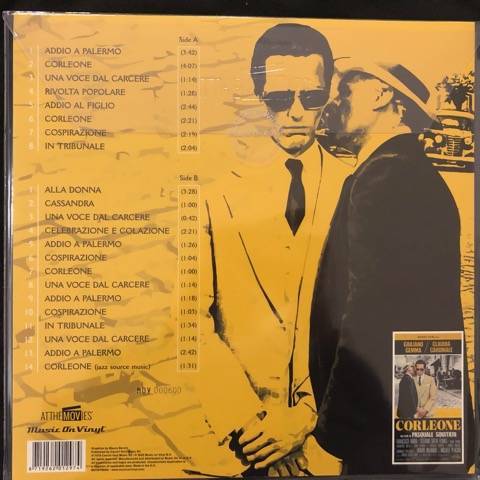 Side A
1 ADDIO A PALERMO (3:42)
2 CORLEONE (4:07)
3 UNA VOCE DAL CARCERE (1:14)
4 RIVOLTA POPOLARE (1:28)
5 ADDIO AL FIGLIO (2:44)
6 CORLEONE (2:21)
7 COSPIRAZIONE (2:19)
8 IN TRIBUNALE (2:04)
Side B
1 ALLA DONNA (3:28)
2 CASSANDRA (1:00)
3 UNA VOCE DAL CARCERE (0:42)
4 CELEBRAZIONE E COLAZIONE (2:21)
5 ADDIO A PALERMO (1:26)
6 COSPIRAZIONE (1:04)
7 CORLEONE (1:00)
8 UNA VOCE DAL CARCERE (1:14)
9 ADDIO A PALERMO (1:18)
10 COSPIRAZIONE (1:05)
11 IN TRIBUNALE (1:34)
12 UNA VOCE DAL CARCERE (1:14)
13 ADDIO A PALERMO (2:42)
14 CORLEONE (jazz source music) (1:31)
MOV 000600
AT THE MOVIES
Music On Vinyl
8719262012974
GIULIANO GEMMA / CLAUDIA CARDINALE
CORLEONE
PASQUALE SQUITIERI